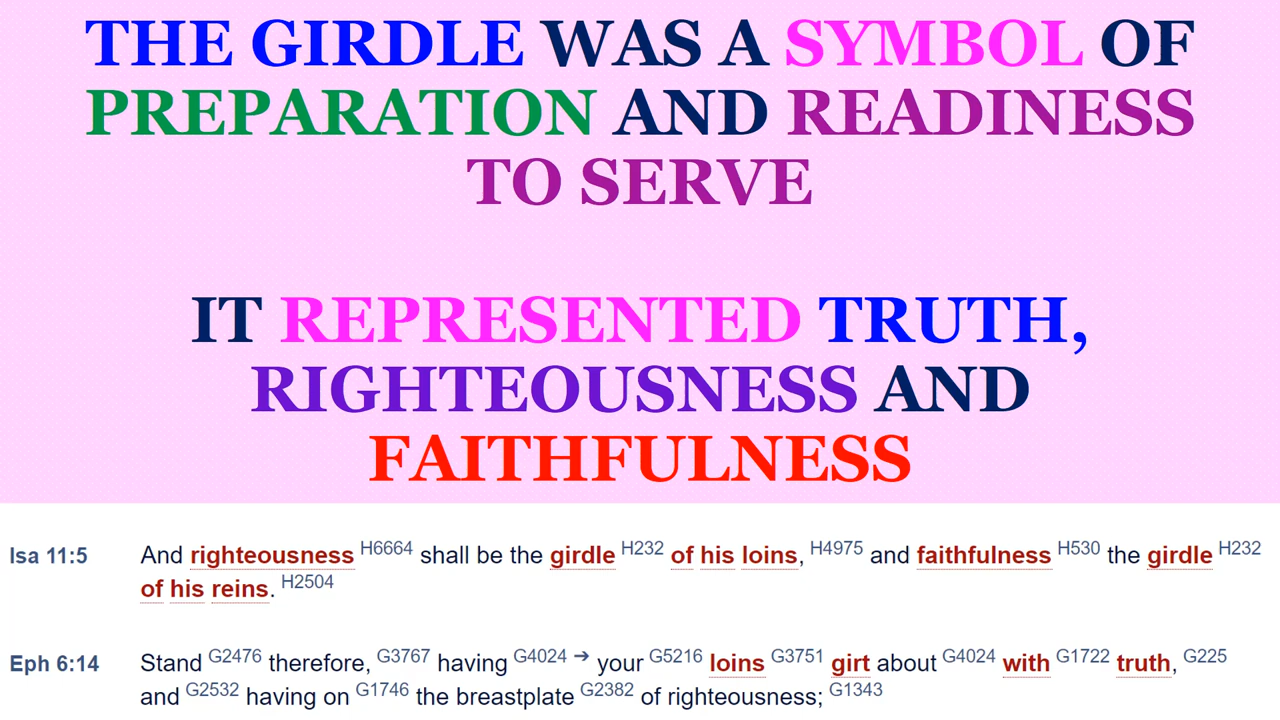 THE GIRDLE WAS A SYMBOL OF
PREPARATION AND READINESS
TO SERVE
IT REPRESENTED TRUTH,
RIGHTEOUSNESS AND
FAITHFULNESS
Isa 11:5 And righteousness H6664 shall be the girdle H232 of his loins, H4975 and faithfulness H530 the girdle H232
of his reins. H2504
Eph 6:14 Stand G2476 therefore, G3767 having G4024 → your G5216 loins G3751 girt about G4024 with G1722 truth, G225
and G2532 having on G1746 the breastplate G2382 of righteousness; G1343